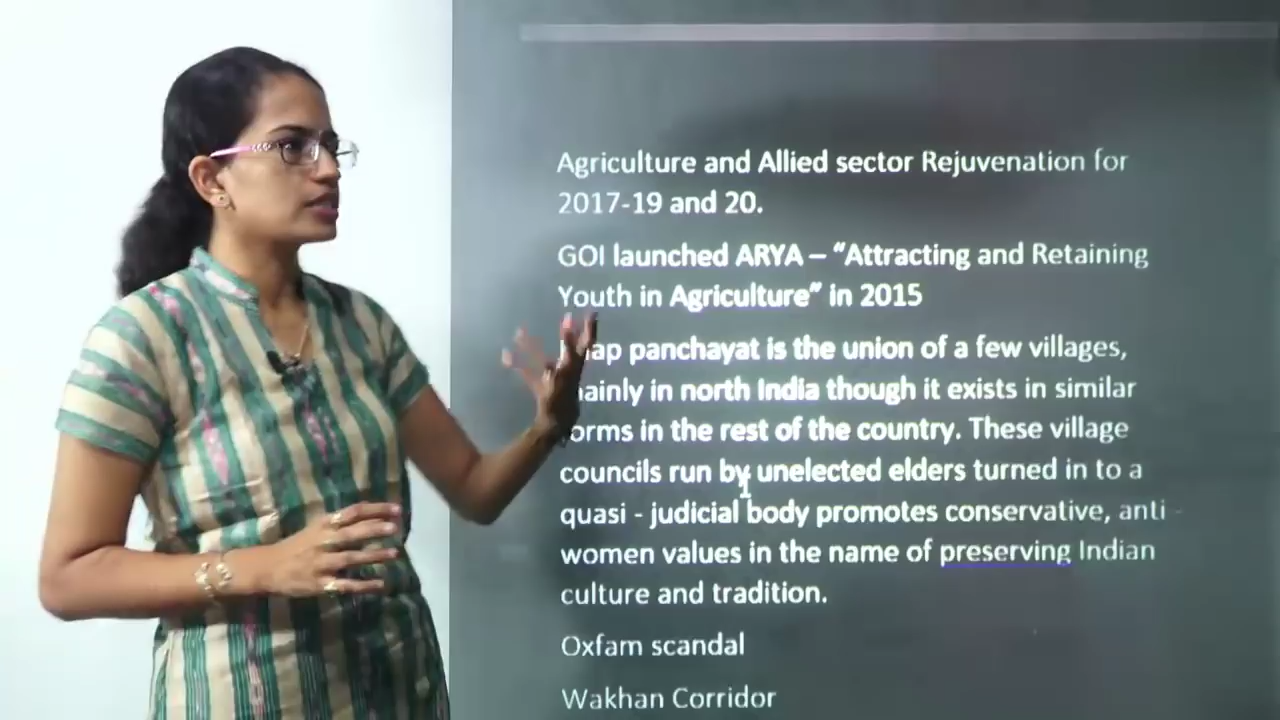 Agriculture and Allied sector Rejuvenation for
2017-19 and 20.
GOI launched ARYA – “Attracting and Retaining
Youth in Agriculture” in 2015
panchayat is the union of a few villages,
in north India though it exists in similar
in the rest of the country. These village
councils run by unelected elders turned in to a
quasi - judicial body promotes conservative, anti -
women values in the name of preserving Indian
culture and tradition.
Oxfam scandal
Wakhan Corridor